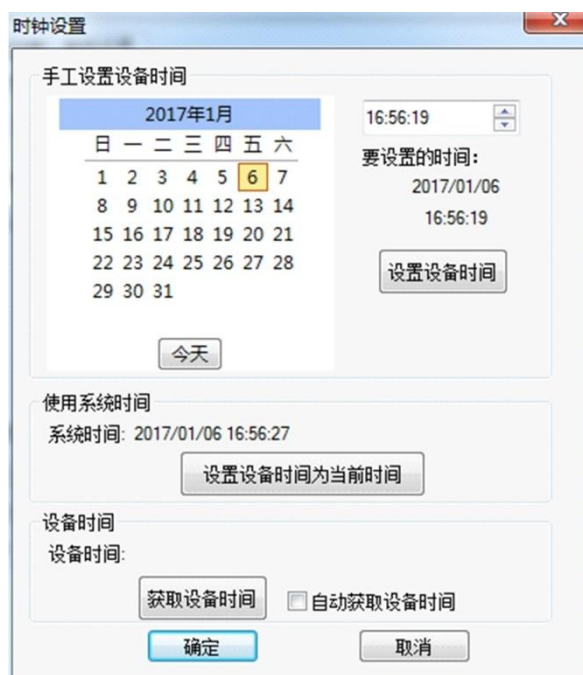 时钟设置
手工设置设备时间
2017年1月
日 一 二 三 四 五 六
1 2 3 4 5 6 7
8 9 10 11 12 13 14
15 16 17 18 19 20 21
22 23 24 25 26 27 28
29 30 31
今天
16:56:19
要设置的时间:
2017/01/06
16:56:19
设置设备时间
使用系统时间
系统时间: 2017/01/06 16:56:27
设置设备时间为当前时间
设备时间
设备时间:
获取设备时间 自动获取设备时间
确定 取消